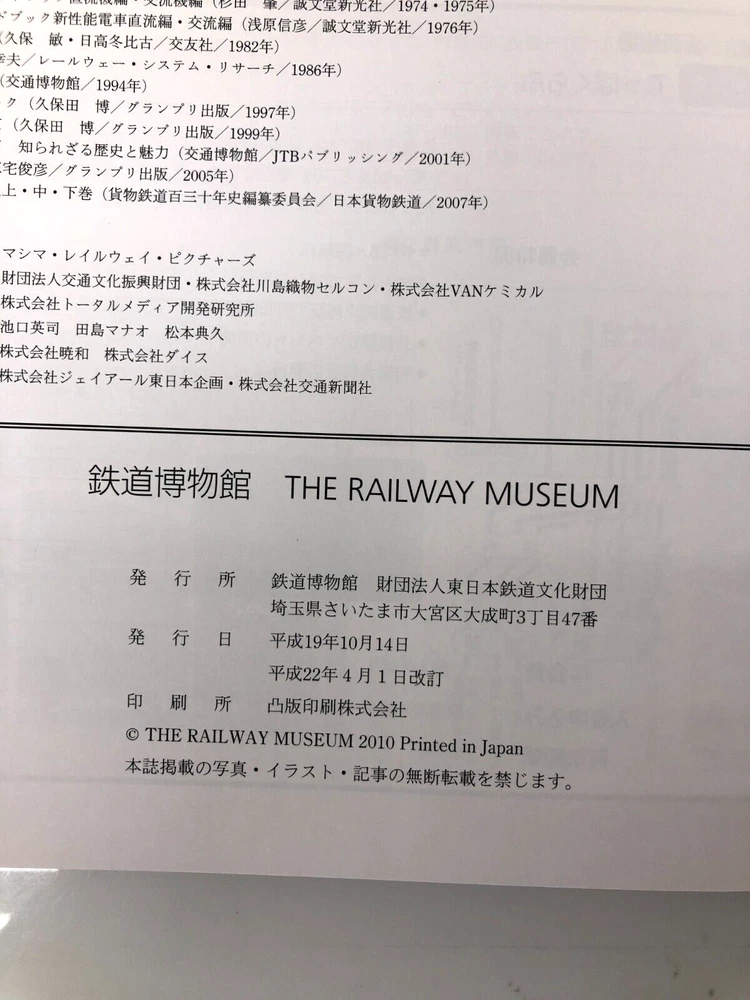 直流機編・交流機編（杉田　肇／誠文堂新光社／1974・1975年）
ドブック新性能電車直流編・交流編（浅原信彦／誠文堂新光社／1976年）
（久保　敏・日高冬比古／交友社／1982年）
幸夫／レールウェー・システム・リサーチ／1986年）
（交通博物館／1994年）
ック（久保田　博／グランプリ出版／1997年）
（久保田　博／グランプリ出版／1999年）
知られざる歴史と魅力（交通博物館／JTBパブリッシング／2001年）
宅俊彦／グランプリ出版／2005年）
上・中・下巻（貨物鉄道百三十年史編纂委員会／日本貨物鉄道／2007年）
マシマ・レイルウェイ・ピクチャーズ
財団法人交通文化振興財団・株式会社川島織物セルコン・株式会社VANケミカル
株式会社トータルメディア開発研究所
池口英司　田島マナオ　松本典久
株式会社暁和　株式会社ダイス
株式会社ジェイアール東日本企画・株式会社交通新聞社
鉄道博物館　THE RAILWAY MUSEUM
発　行　所　鉄道博物館　財団法人東日本鉄道文化財団
埼玉県さいたま市大宮区大成町3丁目47番
発　行　日　平成19年10月14日
平成22年４月１日改訂
印　刷　所　凸版印刷株式会社
© THE RAILWAY MUSEUM 2010 Printed in Japan
本誌掲載の写真・イラスト・記事の無断転載を禁じます。